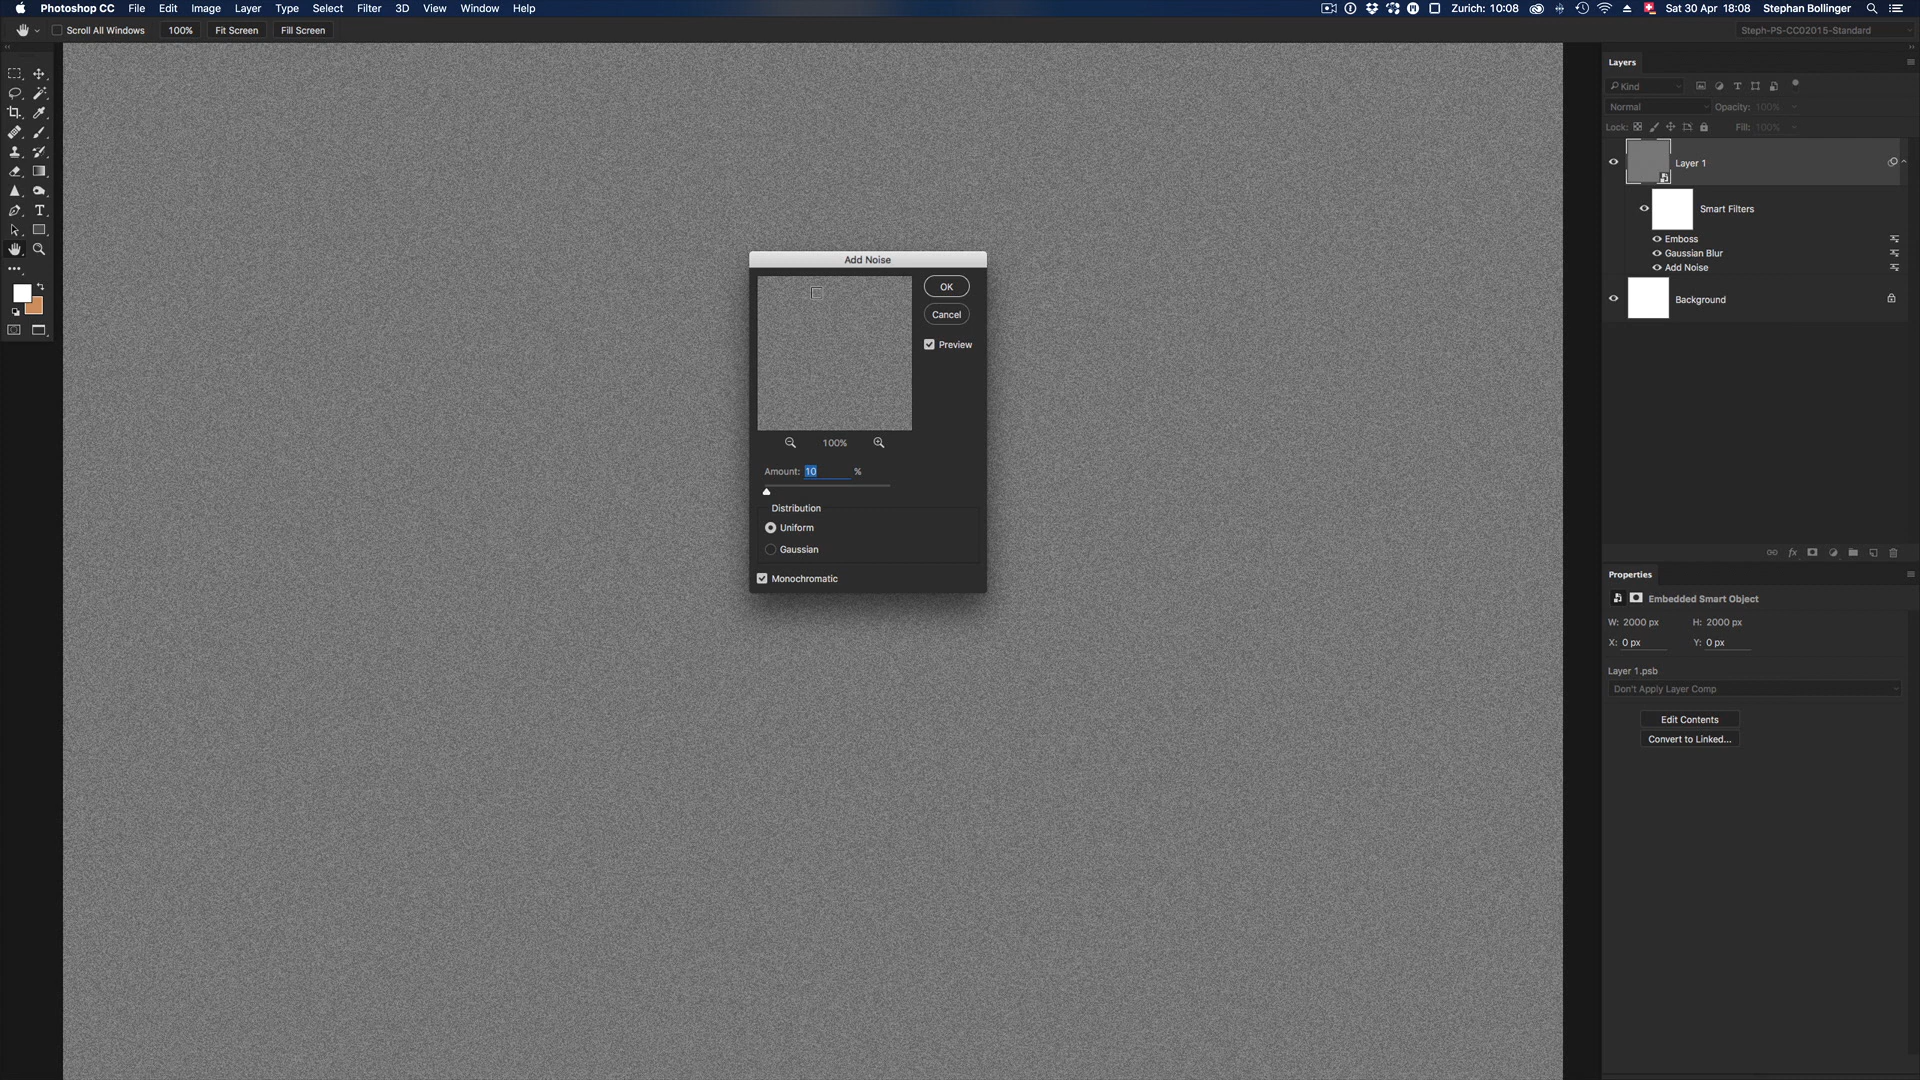 Photoshop CC File Edit Image Layer Type Select Filter 3D View Window Help Zurich: 10:08 Sat 30 Apr 18:08 Stephan Bollinger
Scroll All Windows 100% Fit Screen Fill Screen Steph-PS-CC02015-Standard
Layers
Kind
Normal Opacity: 100%
Lock: Fill: 100%
Layer 1
Smart Filters
Emboss
Gaussian Blur
Add Noise
Background
Add Noise
OK
Cancel
Preview
100%
Amount: 10 %
Distribution
Uniform
Gaussian
Monochromatic
Properties
Embedded Smart Object
W: 2000 px H: 2000 px
X: 0 px Y: 0 px
Layer 1.psb
Don't Apply Layer Comp
Edit Contents
Convert to Linked...